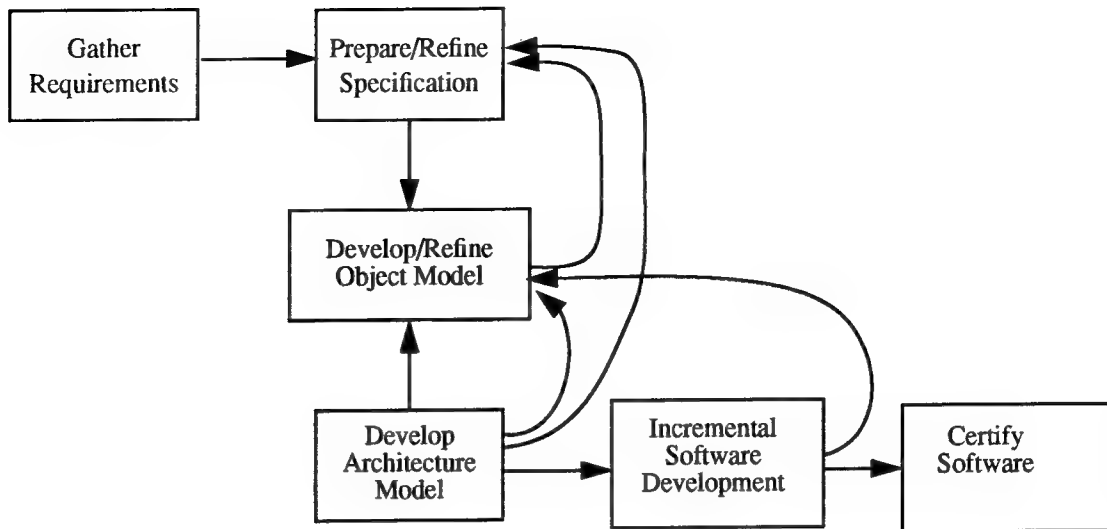 Gather
Requirements
Prepare/Refine
Specification
Develop/Refine
Object Model
Develop
Architecture
Model
Incremental
Software
Development
Certify
Software